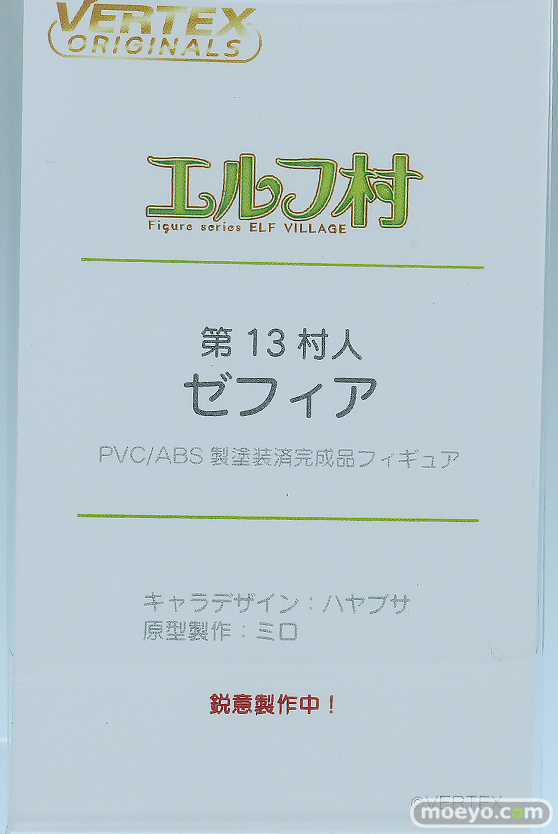 VERTEX
ORIGINALS
エルフ村
Figure series ELF VILLAGE
第 13 村人
ゼフィア
PVC/ABS 製塗装済完成品フィギュア
キャラデザイン：ハヤブサ
原型製作：ミロ
鋭意製作中！
©VERTEX
moeyo.com